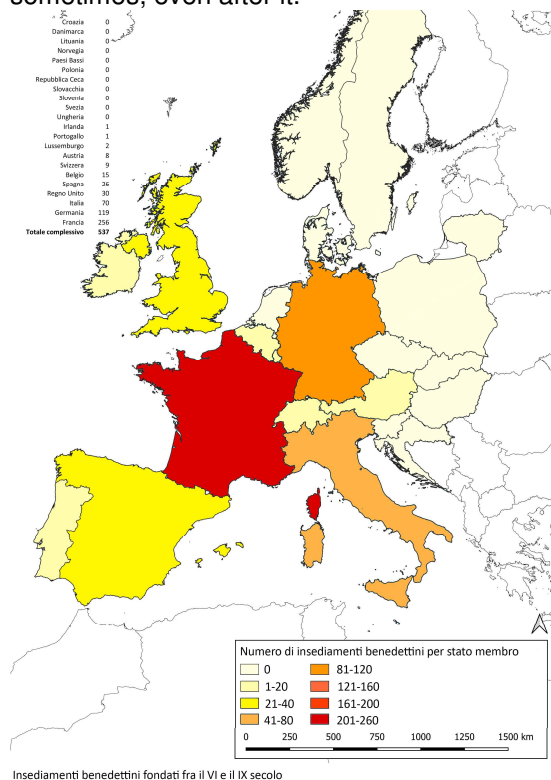 sometimes, even after it.
Croazia 0
Danimarca 0
Lituania 0
Norvegia 0
Paesi Bassi 0
Polonia 0
Repubblica Ceca 0
Slovacchia 0
Slovenia 0
Svezia 0
Ungheria 0
Irlanda 1
Portogallo 1
Lussemburgo 2
Austria 8
Svizzera 9
Belgio 15
Spagna 26
Regno Unito 30
Italia 70
Germania 119
Francia 256
Totale complessivo 537
Numero di insediamenti benedettini per stato membro
0 81-120
1-20 121-160
21-40 161-200
41-80 201-260
0 250 500 750 1000 1250 1500 km
Insediamenti benedettini fondati fra il VI e il IX secolo